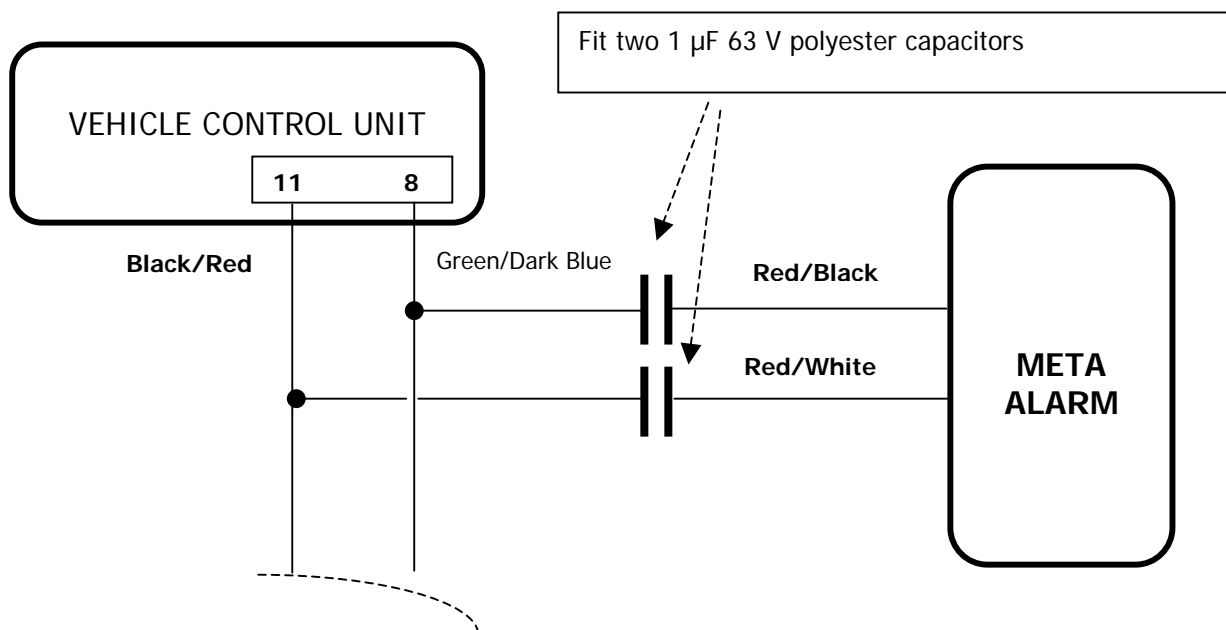 Fit two 1 µF 63 V polyester capacitors
VEHICLE CONTROL UNIT
11 8
Black/Red
Green/Dark Blue
Red/Black
Red/White
META
ALARM